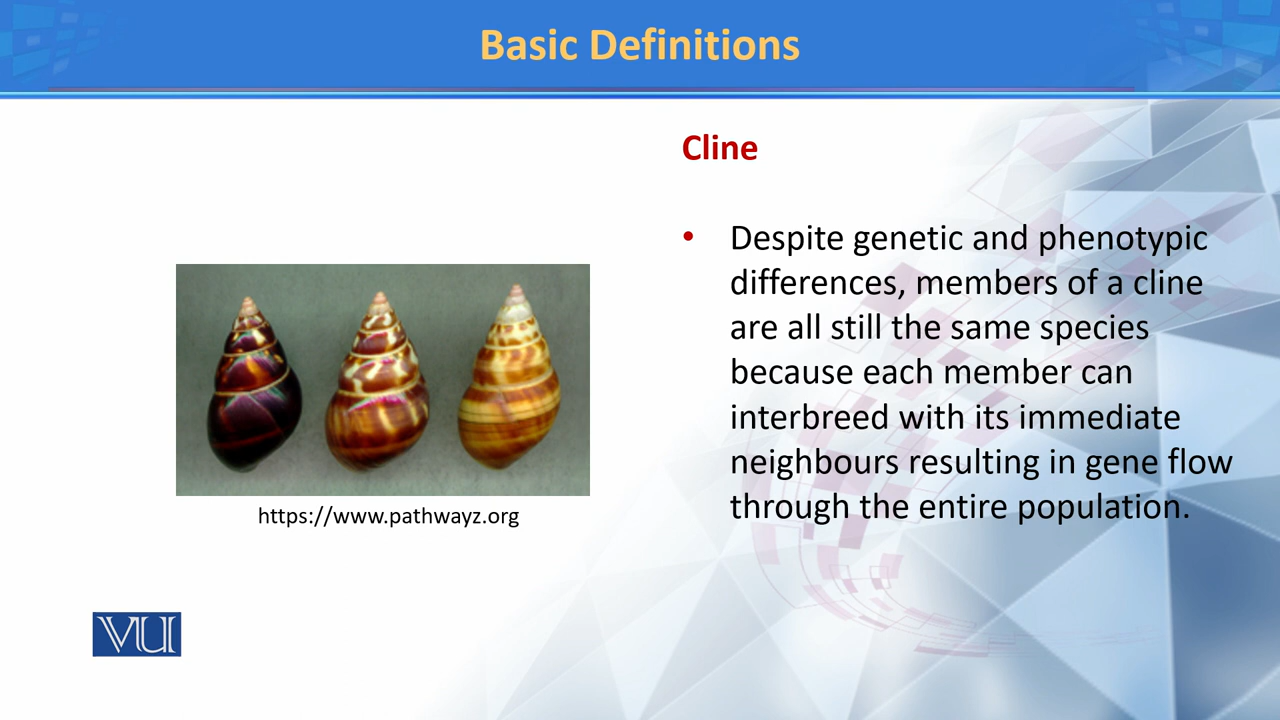 Basic Definitions
Cline
• Despite genetic and phenotypic
differences, members of a cline
are all still the same species
because each member can
interbreed with its immediate
neighbours resulting in gene flow
through the entire population.
https://www.pathwayz.org
VU